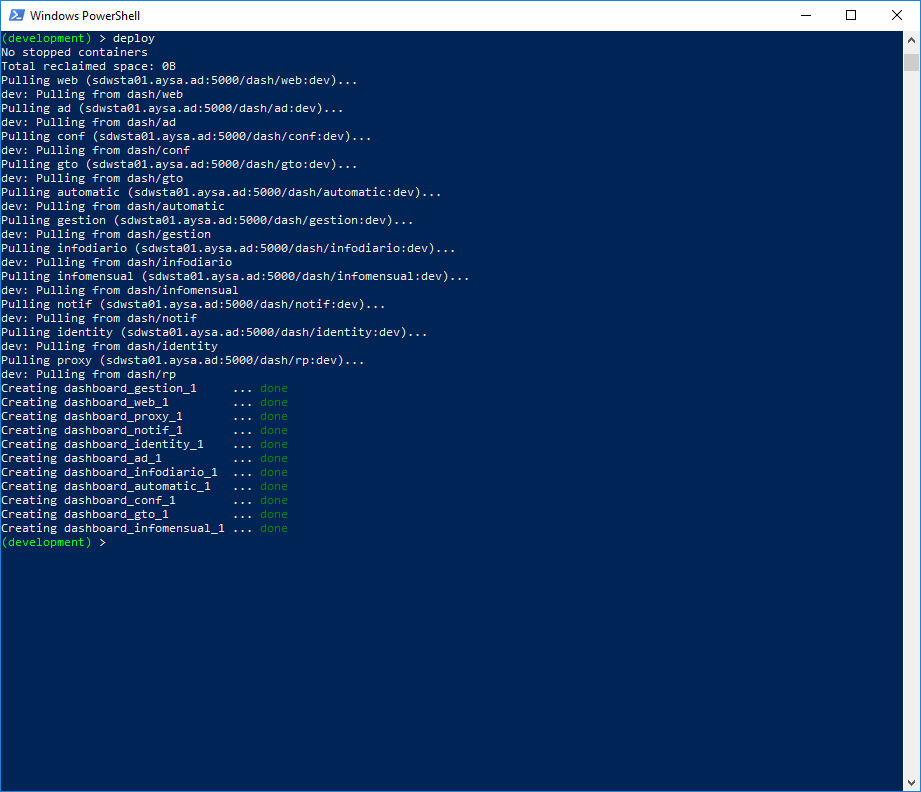 Windows PowerShell
(development) > deploy
No stopped containers
Total reclaimed space: 0B
Pulling web (sdwsta01.aysa.ad:5000/dash/web:dev)...
dev: Pulling from dash/web
Pulling ad (sdwsta01.aysa.ad:5000/dash/ad:dev)...
dev: Pulling from dash/ad
Pulling conf (sdwsta01.aysa.ad:5000/dash/conf:dev)...
dev: Pulling from dash/conf
Pulling gto (sdwsta01.aysa.ad:5000/dash/gto:dev)...
dev: Pulling from dash/gto
Pulling automatic (sdwsta01.aysa.ad:5000/dash/automatic:dev)...
dev: Pulling from dash/automatic
Pulling gestion (sdwsta01.aysa.ad:5000/dash/gestion:dev)...
dev: Pulling from dash/gestion
Pulling infodiario (sdwsta01.aysa.ad:5000/dash/infodiario:dev)...
dev: Pulling from dash/infodiario
Pulling infomensual (sdwsta01.aysa.ad:5000/dash/infomensual:dev)...
dev: Pulling from dash/infomensual
Pulling notif (sdwsta01.aysa.ad:5000/dash/notif:dev)...
dev: Pulling from dash/notif
Pulling identity (sdwsta01.aysa.ad:5000/dash/identity:dev)...
dev: Pulling from dash/identity
Pulling proxy (sdwsta01.aysa.ad:5000/dash/rp:dev)...
dev: Pulling from dash/rp
Creating dashboard_gestion_1     ... done
Creating dashboard_web_1         ... done
Creating dashboard_proxy_1       ... done
Creating dashboard_notif_1       ... done
Creating dashboard_identity_1    ... done
Creating dashboard_ad_1          ... done
Creating dashboard_infodiario_1  ... done
Creating dashboard_automatic_1   ... done
Creating dashboard_conf_1        ... done
Creating dashboard_gto_1         ... done
Creating dashboard_infomensual_1 ... done
(development) >